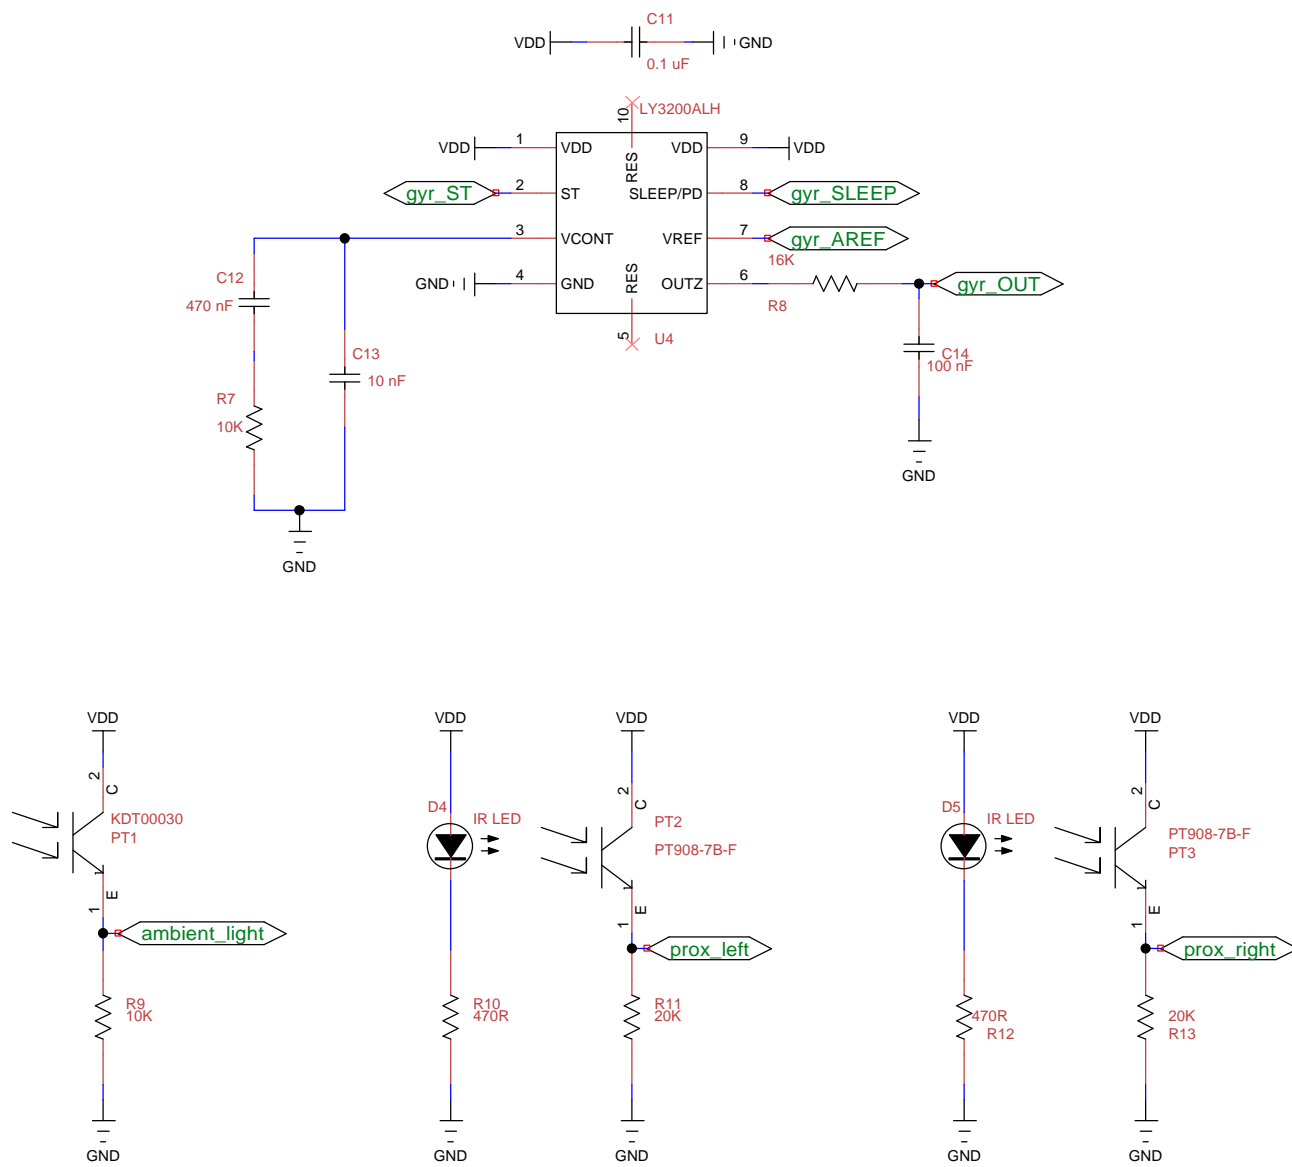 C11
VDD
GND
0.1 uF
LY3200ALH
10
RES
VDD
1
VDD
VDD
9
VDD
gyr_ST
2
ST
SLEEP/PD
8
gyr_SLEEP
3
VCONT
VREF
7
gyr_AREF
16K
GND
4
GND
RES
OUTZ
6
R8
gyr_OUT
5
U4
C12
470 nF
C13
10 nF
C14
100 nF
R7
10K
GND
GND
VDD
2
C
KDT00030
PT1
E
1
ambient_light
R9
10K
GND
VDD
D4
IR LED
R10
470R
GND
VDD
2
C
PT2
PT908-7B-F
E
1
prox_left
R11
20K
GND
VDD
D5
IR LED
470R
R12
GND
VDD
2
C
PT908-7B-F
PT3
E
1
prox_right
20K
R13
GND